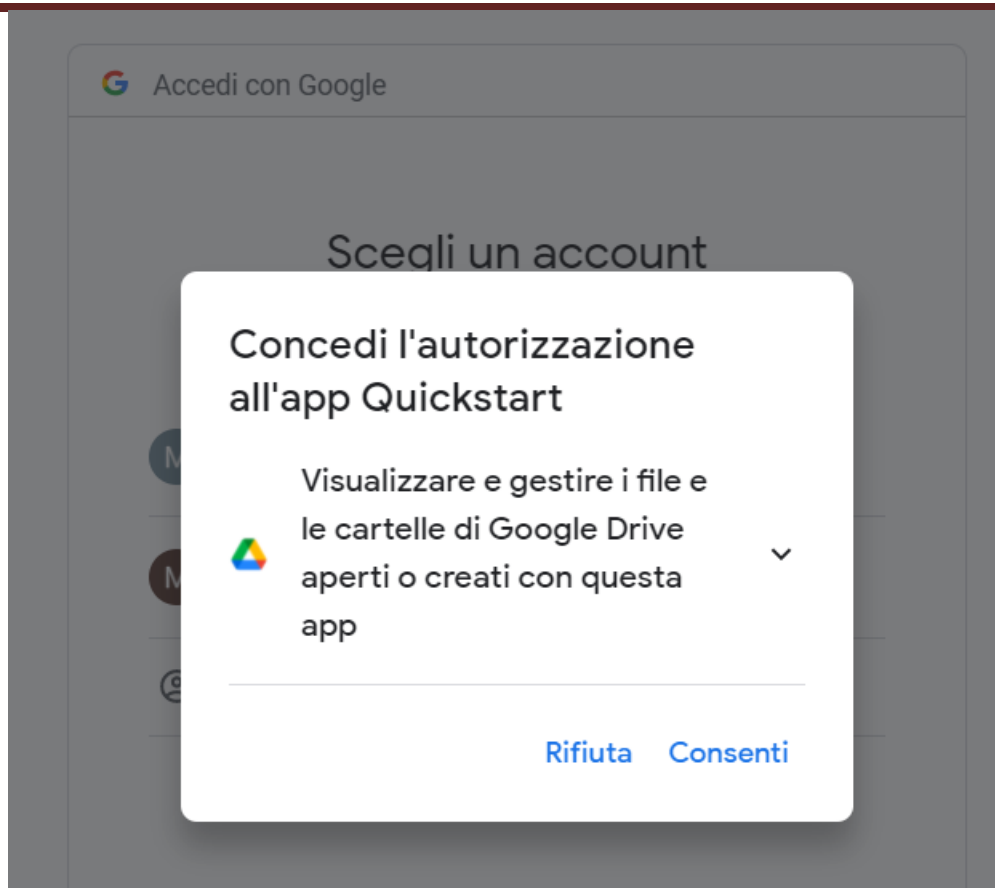 Accedi con Google
Scegli un account
Concedi l'autorizzazione
all'app Quickstart
M
Visualizzare e gestire i file e
le cartelle di Google Drive
aperti o creati con questa
app
M
Rifiuta Consenti